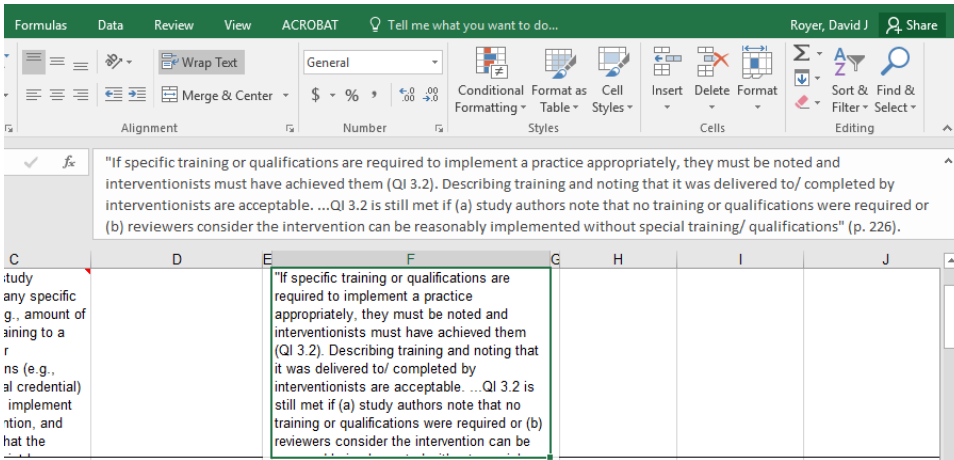 Formulas Data Review View ACROBAT Tell me what you want to do... Royer, David J Share
Wrap Text General Σ A Z
Merge & Center $ % , .00 Conditional Format as Cell Insert Delete Format Sort & Find &
Formatting Table Styles Filter Select
Alignment Number Styles Cells Editing
fx "If specific training or qualifications are required to implement a practice appropriately, they must be noted and
interventionists must have achieved them (QI 3.2). Describing training and noting that it was delivered to/ completed by
interventionists are acceptable. ...QI 3.2 is still met if (a) study authors note that no training or qualifications were required or
(b) reviewers consider the intervention can be reasonably implemented without special training/ qualifications" (p. 226).
C D E F G H I J
study
any specific
g., amount of
aining to a
r
ns (e.g.,
al credential)
implement
ntion, and
hat the
"If specific training or qualifications are
required to implement a practice
appropriately, they must be noted and
interventionists must have achieved them
(QI 3.2). Describing training and noting that
it was delivered to/ completed by
interventionists are acceptable. ...QI 3.2 is
still met if (a) study authors note that no
training or qualifications were required or (b)
reviewers consider the intervention can be